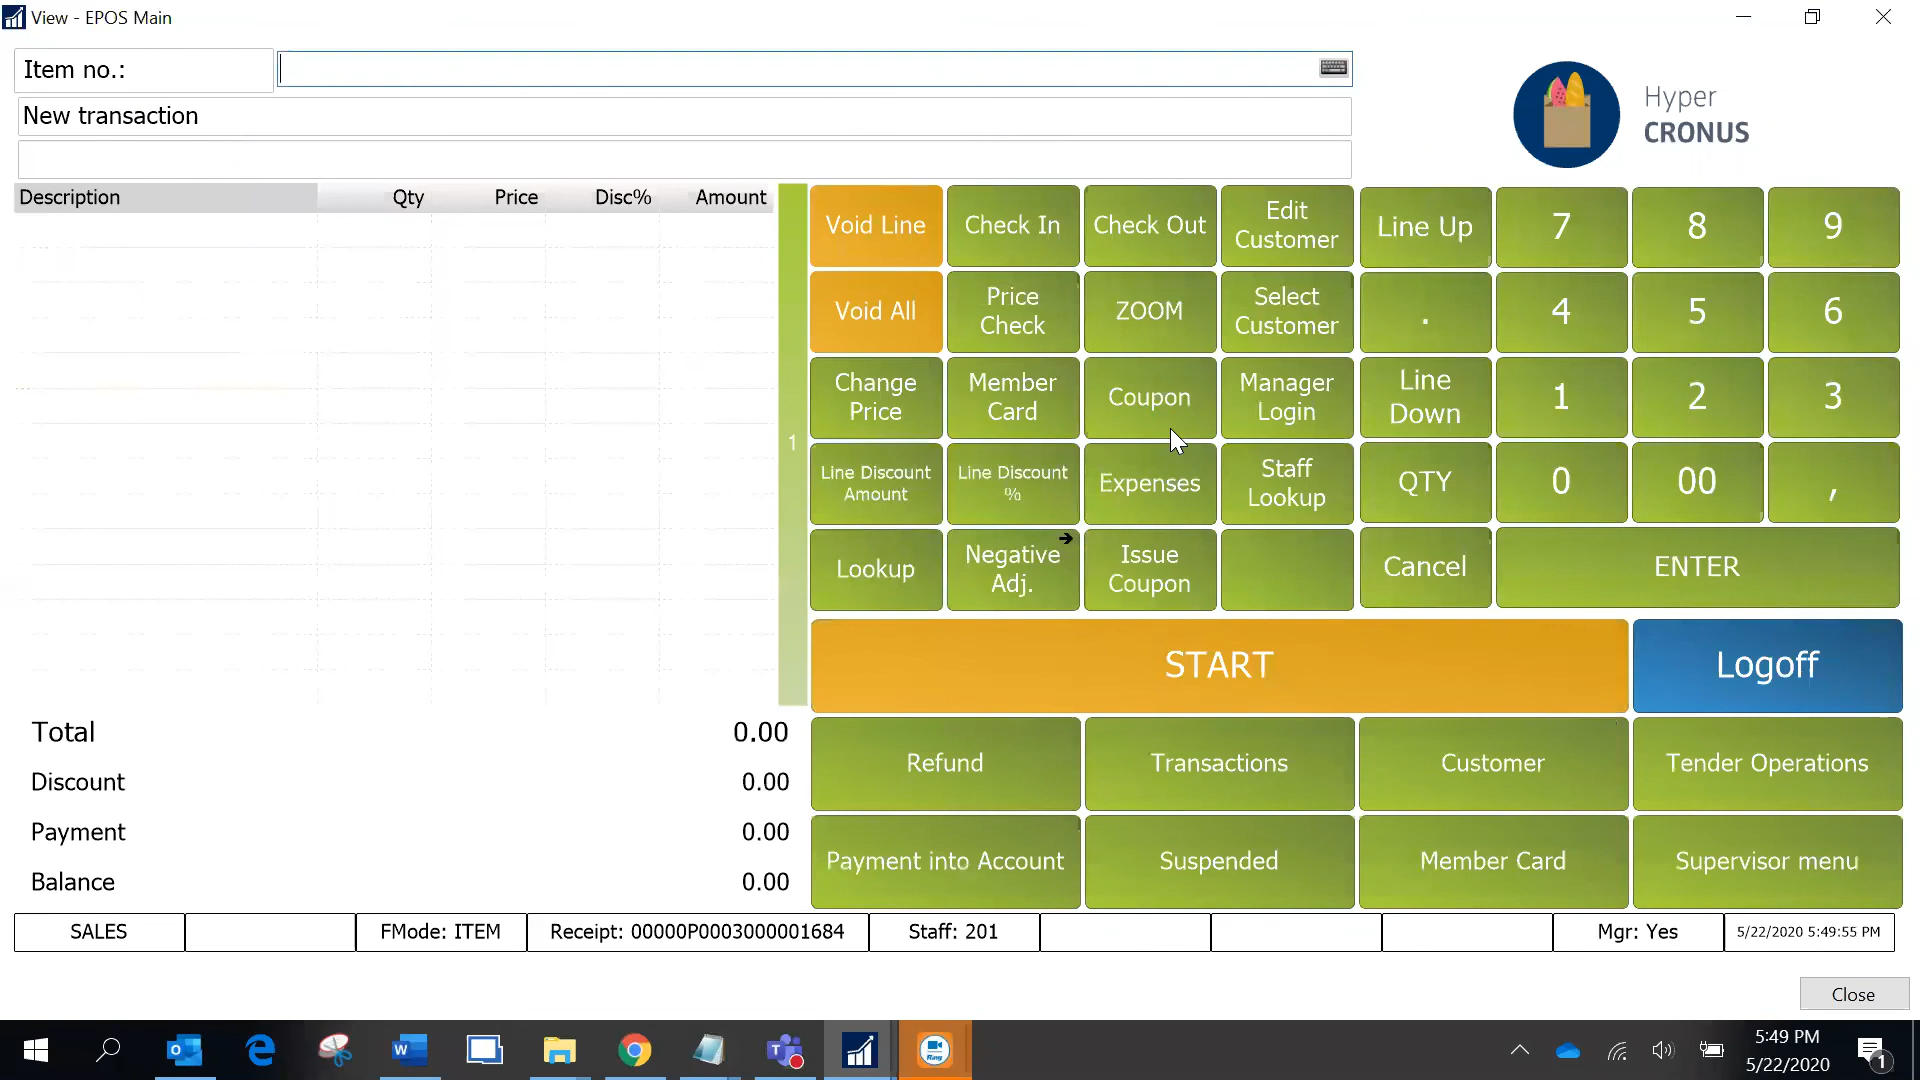 View - EPOS Main
Item no.:
New transaction
Hyper
CRONUS
Description Qty Price Disc% Amount
1
Void Line
Check In
Check Out
Edit
Customer
Line Up
7
8
9
Void All
Price
Check
ZOOM
Select
Customer
.
4
5
6
Change
Price
Member
Card
Coupon
Manager
Login
Line
Down
1
2
3
Line Discount
Amount
Line Discount
%
Expenses
Staff
Lookup
QTY
0
00
,
Lookup
Negative
Adj.
Issue
Coupon
Cancel
ENTER
START
Logoff
Total 0.00
Discount 0.00
Payment 0.00
Balance 0.00
Refund
Transactions
Customer
Tender Operations
Payment into Account
Suspended
Member Card
Supervisor menu
SALES
FMode: ITEM
Receipt: 00000P0003000001684
Staff: 201
Mgr: Yes
5/22/2020 5:49:55 PM
Close
5:49 PM
5/22/2020
1
Ring